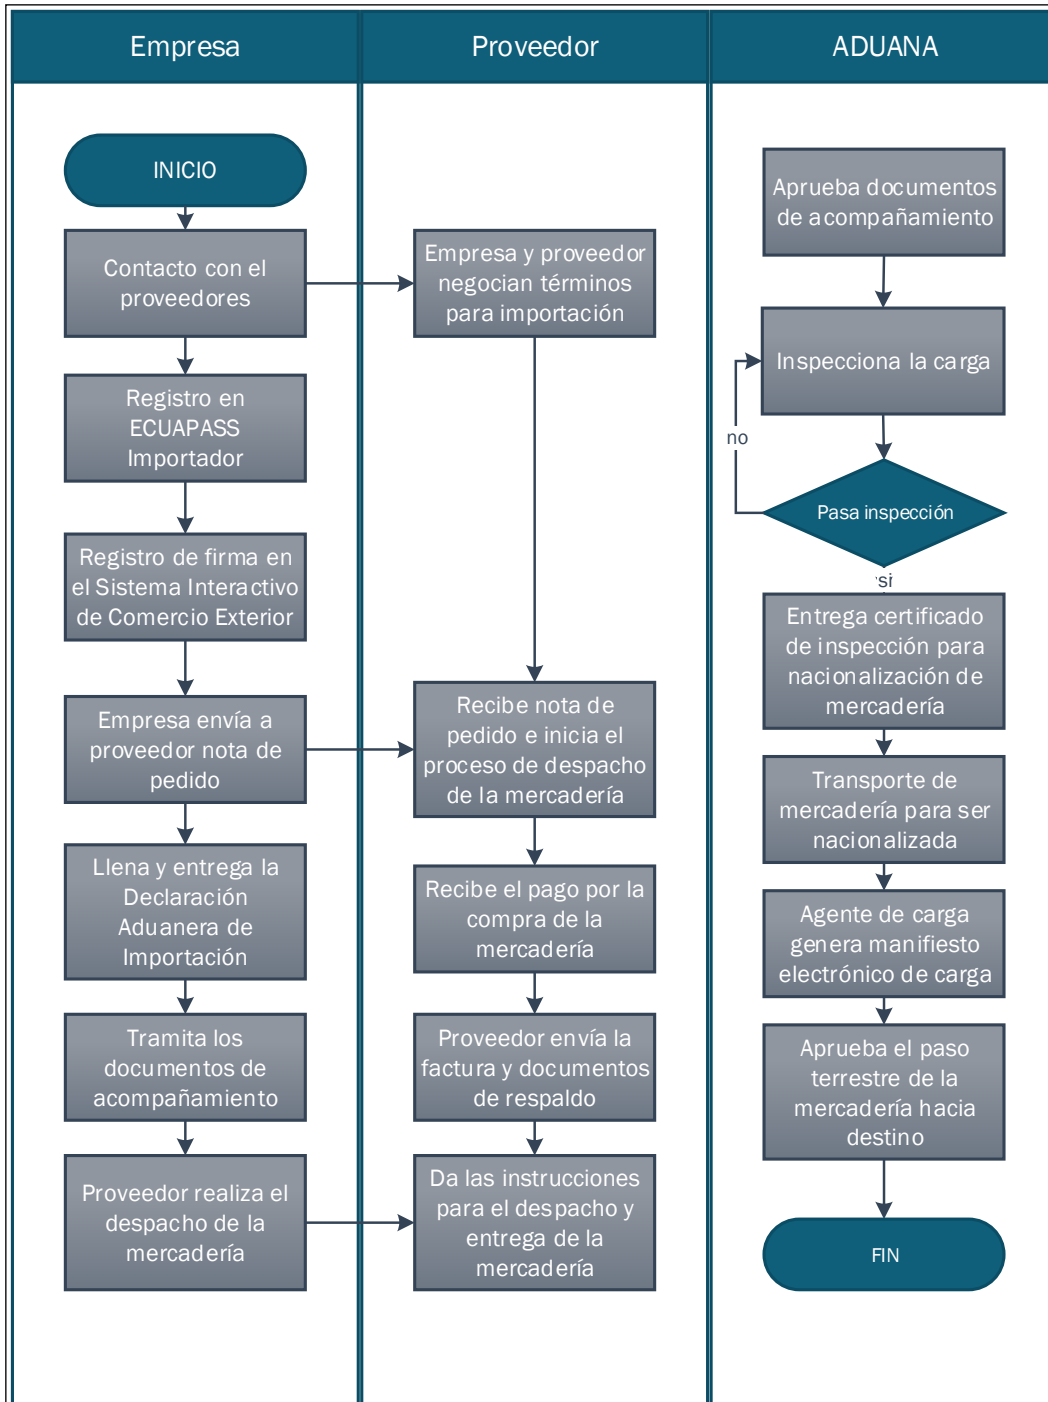 Empresa
Proveedor
ADUANA
INICIO
Contacto con el
proveedores
Registro en
ECUAPASS
Importador
Registro de firma en
el Sistema Interactivo
de Comercio Exterior
Empresa envía a
proveedor nota de
pedido
Llena y entrega la
Declaración
Aduanera de
Importación
Tramita los
documentos de
acompañamiento
Proveedor realiza el
despacho de la
mercadería
Empresa y proveedor
negocian términos
para importación
Recibe nota de
pedido e inicia el
proceso de despacho
de la mercadería
Recibe el pago por la
compra de la
mercadería
Proveedor envía la
factura y documentos
de respaldo
Da las instrucciones
para el despacho y
entrega de la
mercadería
Aprueba documentos
de acompañamiento
Inspecciona la carga
no
Pasa inspección
si
Entrega certificado
de inspección para
nacionalización de
mercadería
Transporte de
mercadería para ser
nacionalizada
Agente de carga
genera manifiesto
electrónico de carga
Aprueba el paso
terrestre de la
mercadería hacia
destino
FIN